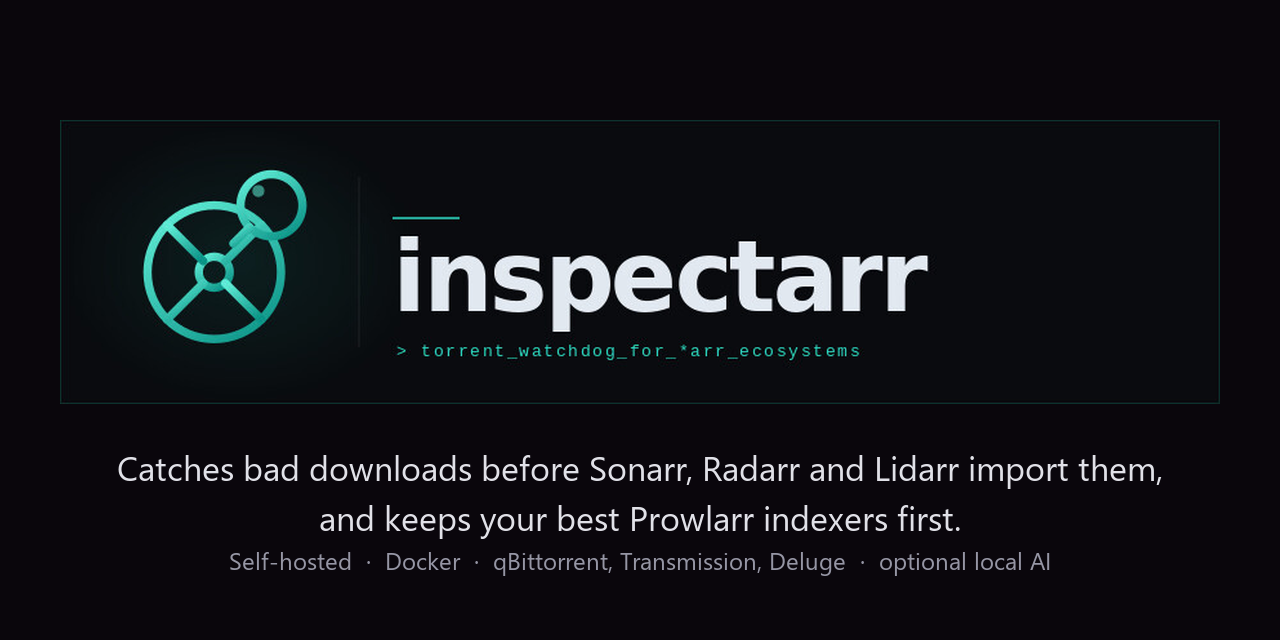 inspectarr
> torrent_watchdog_for_*arr_ecosystems
Catches bad downloads before Sonarr, Radarr and Lidarr import them,
and keeps your best Prowlarr indexers first.
Self-hosted · Docker · qBittorrent, Transmission, Deluge · optional local AI